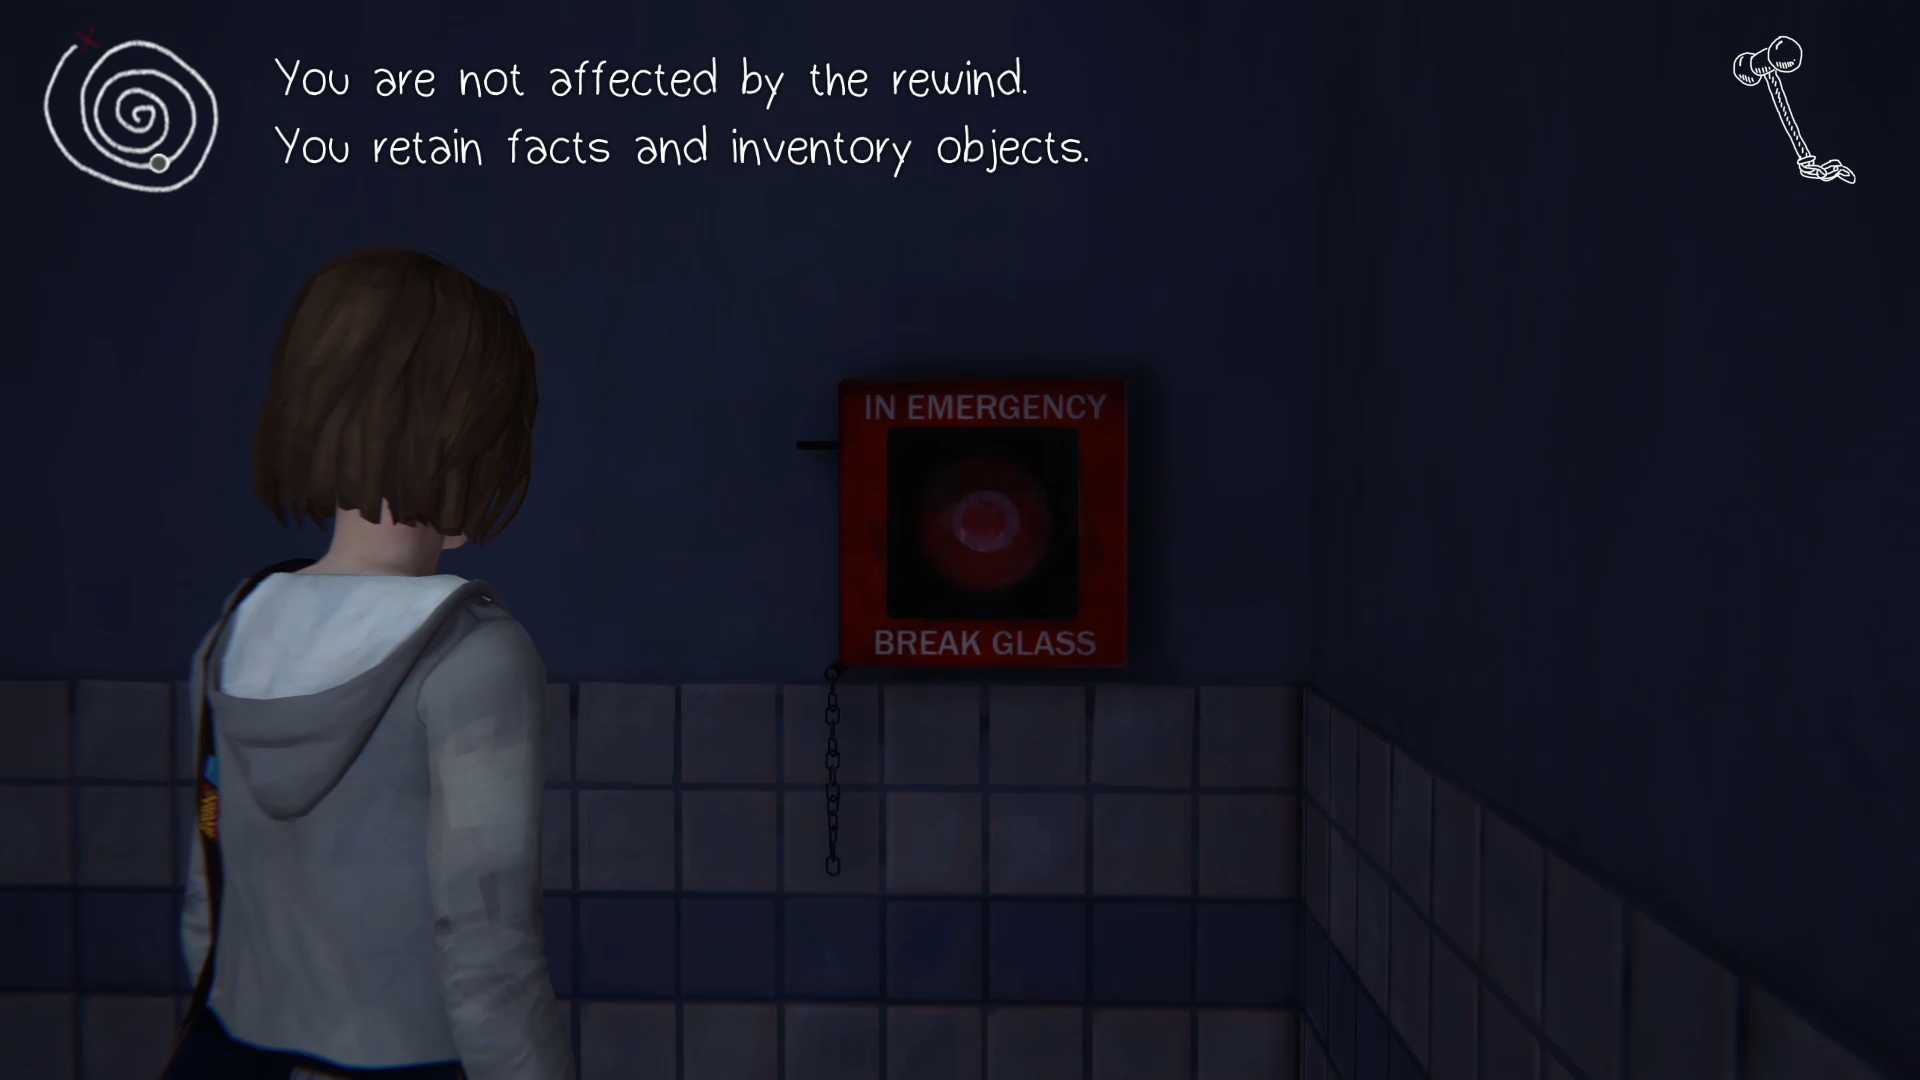 You are not affected by the rewind.
You retain facts and inventory objects.
IN EMERGENCY
BREAK GLASS